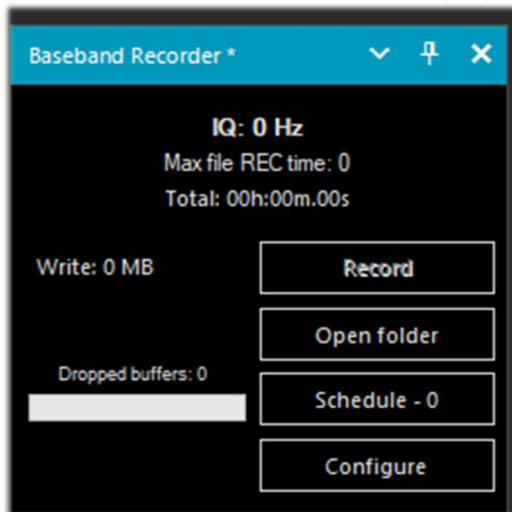 Baseband Recorder *
IQ: 0 Hz
Max file REC time: 0
Total: 00h:00m.00s
Write: 0 MB
Record
Open folder
Dropped buffers: 0
Schedule - 0
Configure